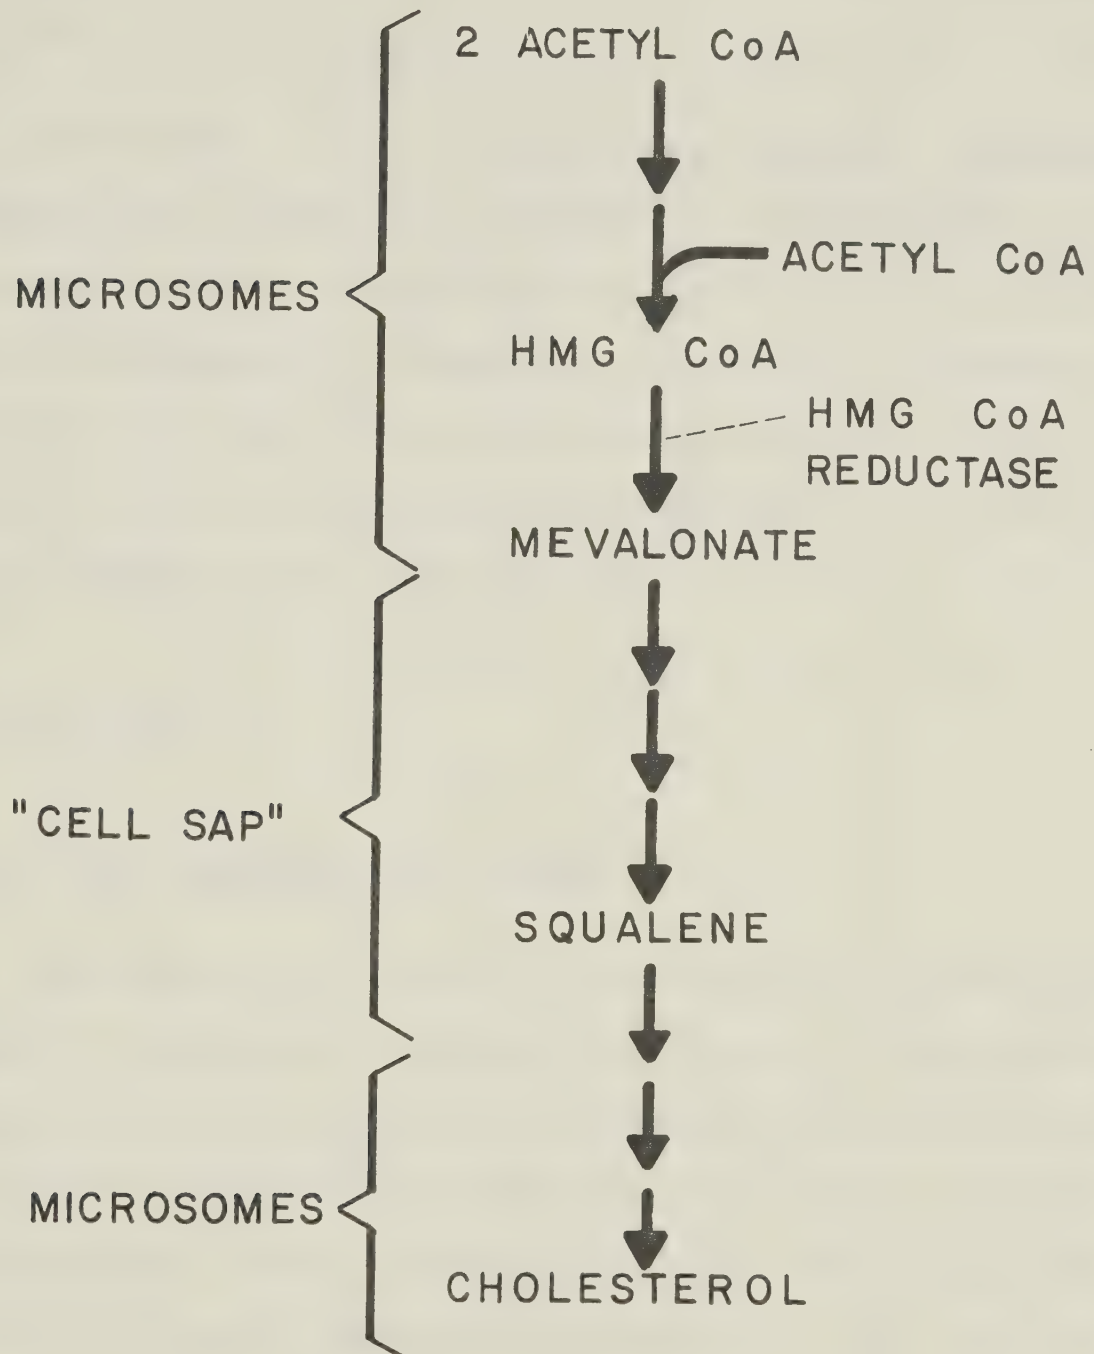 2 ACETYL CoA
ACETYL CoA
MICROSOMES
HMG CoA
HMG CoA
REDUCTASE
MEVALONATE
"CELL SAP"
SQUALENE
MICROSOMES
CHOLESTEROL